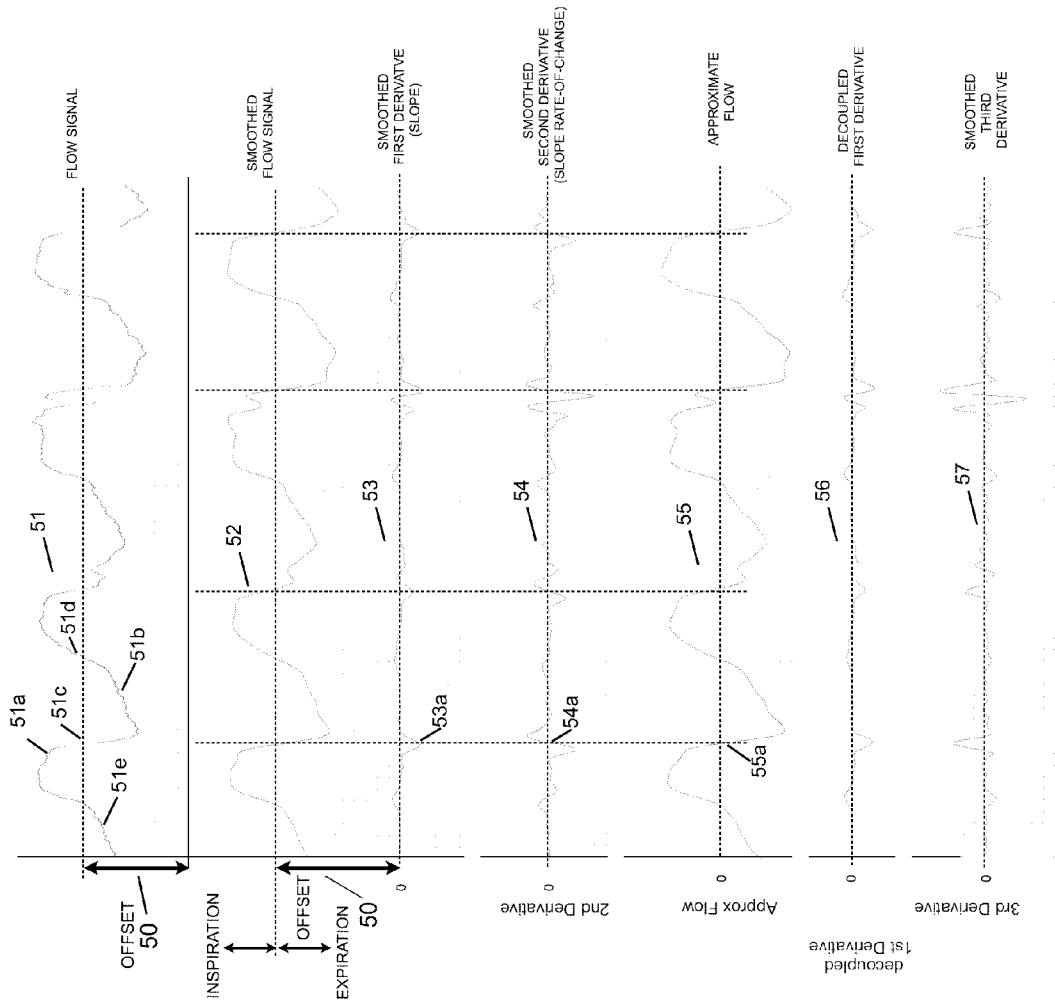 FLOW SIGNAL
SMOOTHED
FLOW SIGNAL
SMOOTHED
FIRST DERIVATVE
(SLOPE)
SMOOTHED
SECOND DERIVATIVE
(SLOPE RATE-OF-CHANGE)
APPROXIMATE
FLOW
DECOUPLED
FIRST DERIVATIVE
SMOOTHED
THIRD
DERIVATIVE
51
51a
51c
51d
51b
51e
52
53
53a
54
54a
55
55a
56
57
OFFSET
50
INSPIRATION
OFFSET
50
EXPIRATION
0
0
2nd Derivative
0
Approx Flow
0
decoupled
1st Derivative
0
3rd Derivative